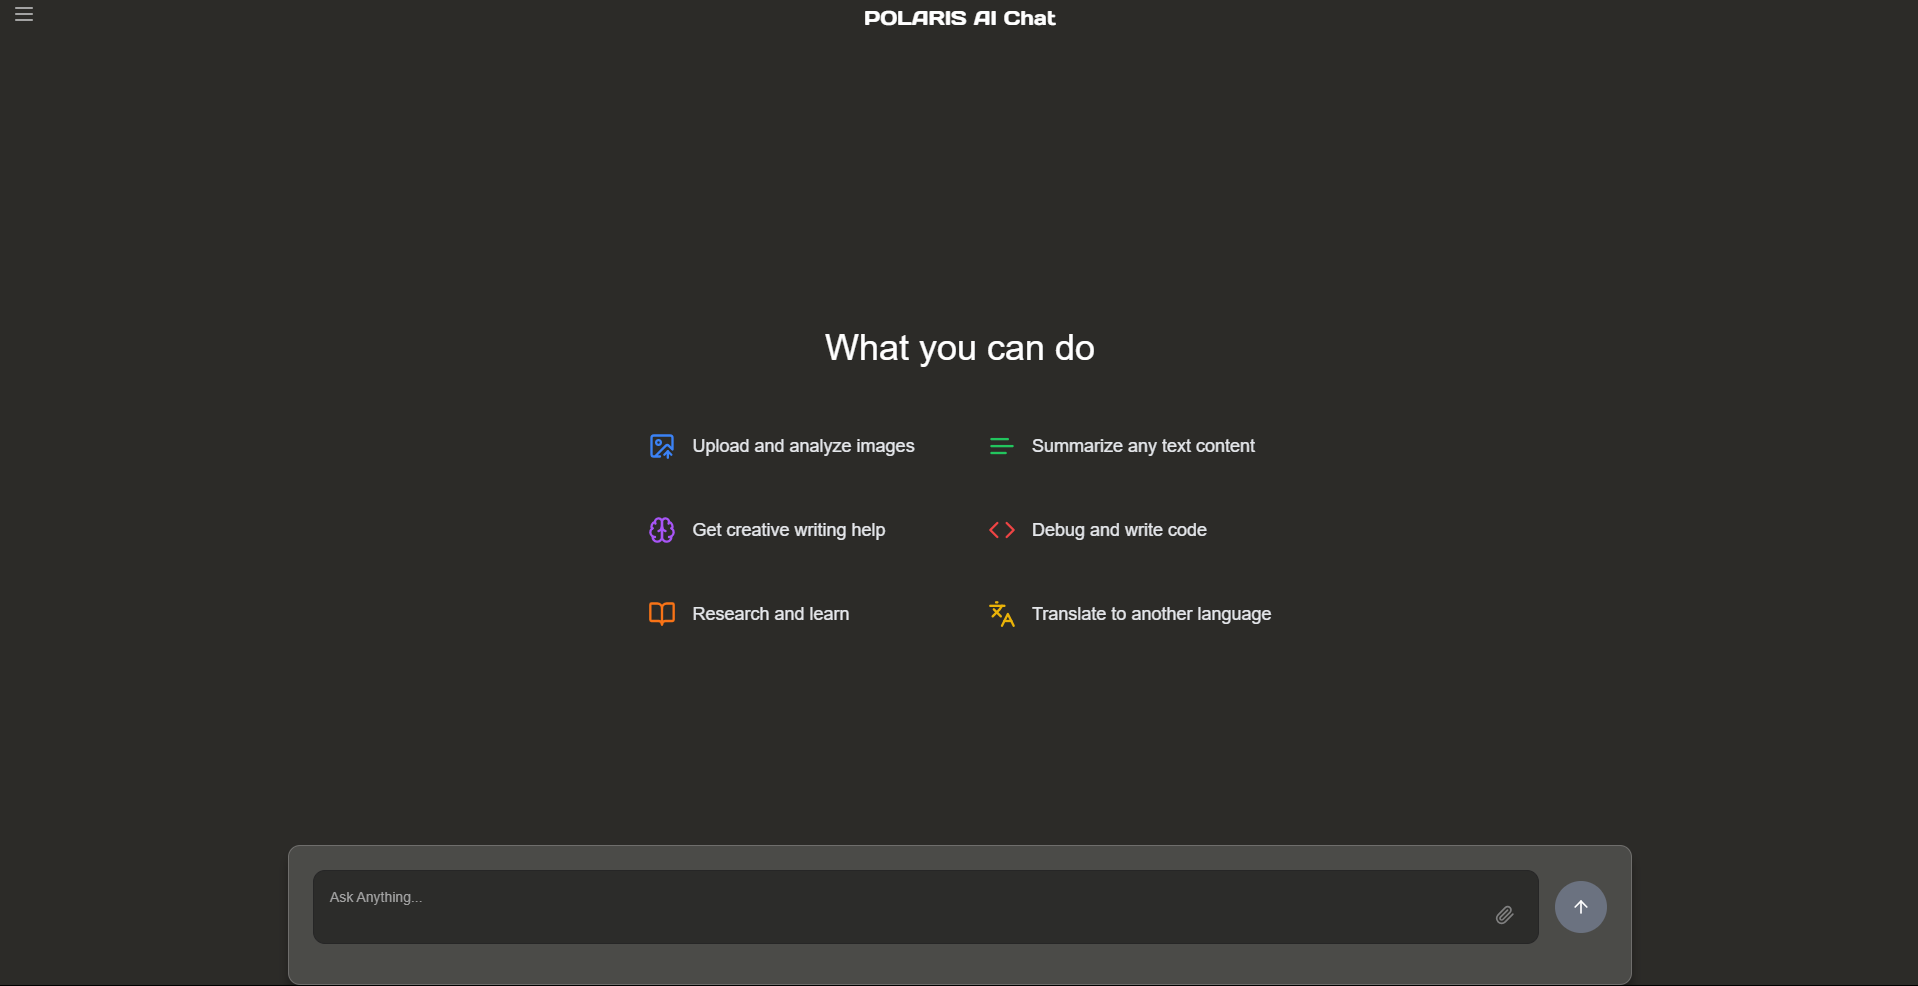 POLARIS AI Chat
What you can do
Upload and analyze images
Summarize any text content
Get creative writing help
Debug and write code
Research and learn
Translate to another language
Ask Anything...